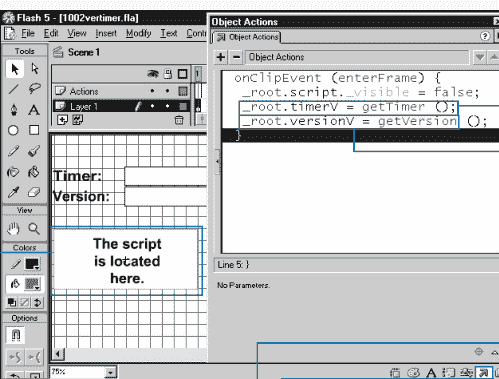 Flash 5 - [1002vertimer.fla]
File Edit View Insert Modify Text Contr
Tools
Scene 1
Actions
Layer 1
View
Colors
Options
Timer:
Version:
The script
is located
here.
75%
Object Actions
Object Actions
Object Actions
onClipEvent (enterFrame) {
_root.script._visible = false;
_root.timerV = getTimer ();
_root.versionV = getVersion ();
}
Line 5: }
No Parameters.